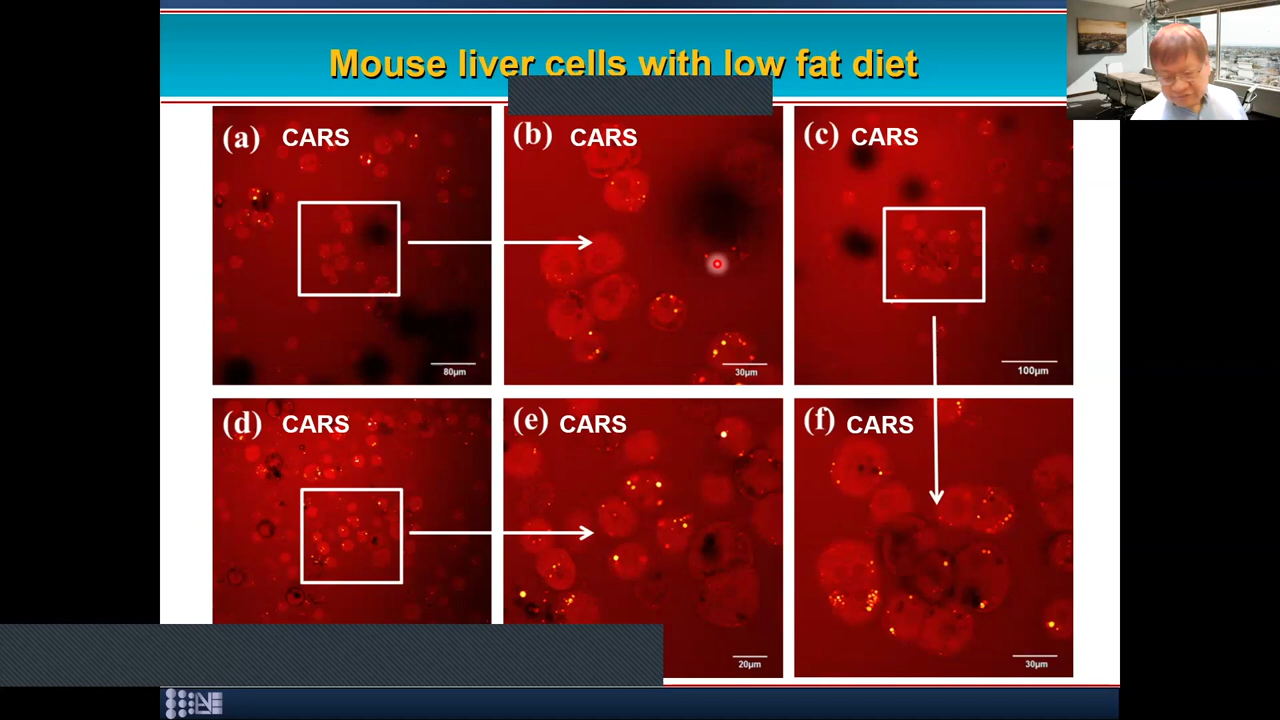 Mouse liver cells with low fat diet
(a) CARS
(b) CARS
(c) CARS
80µm
30µm
100µm
(d) CARS
(e) CARS
(f) CARS
20µm
30µm